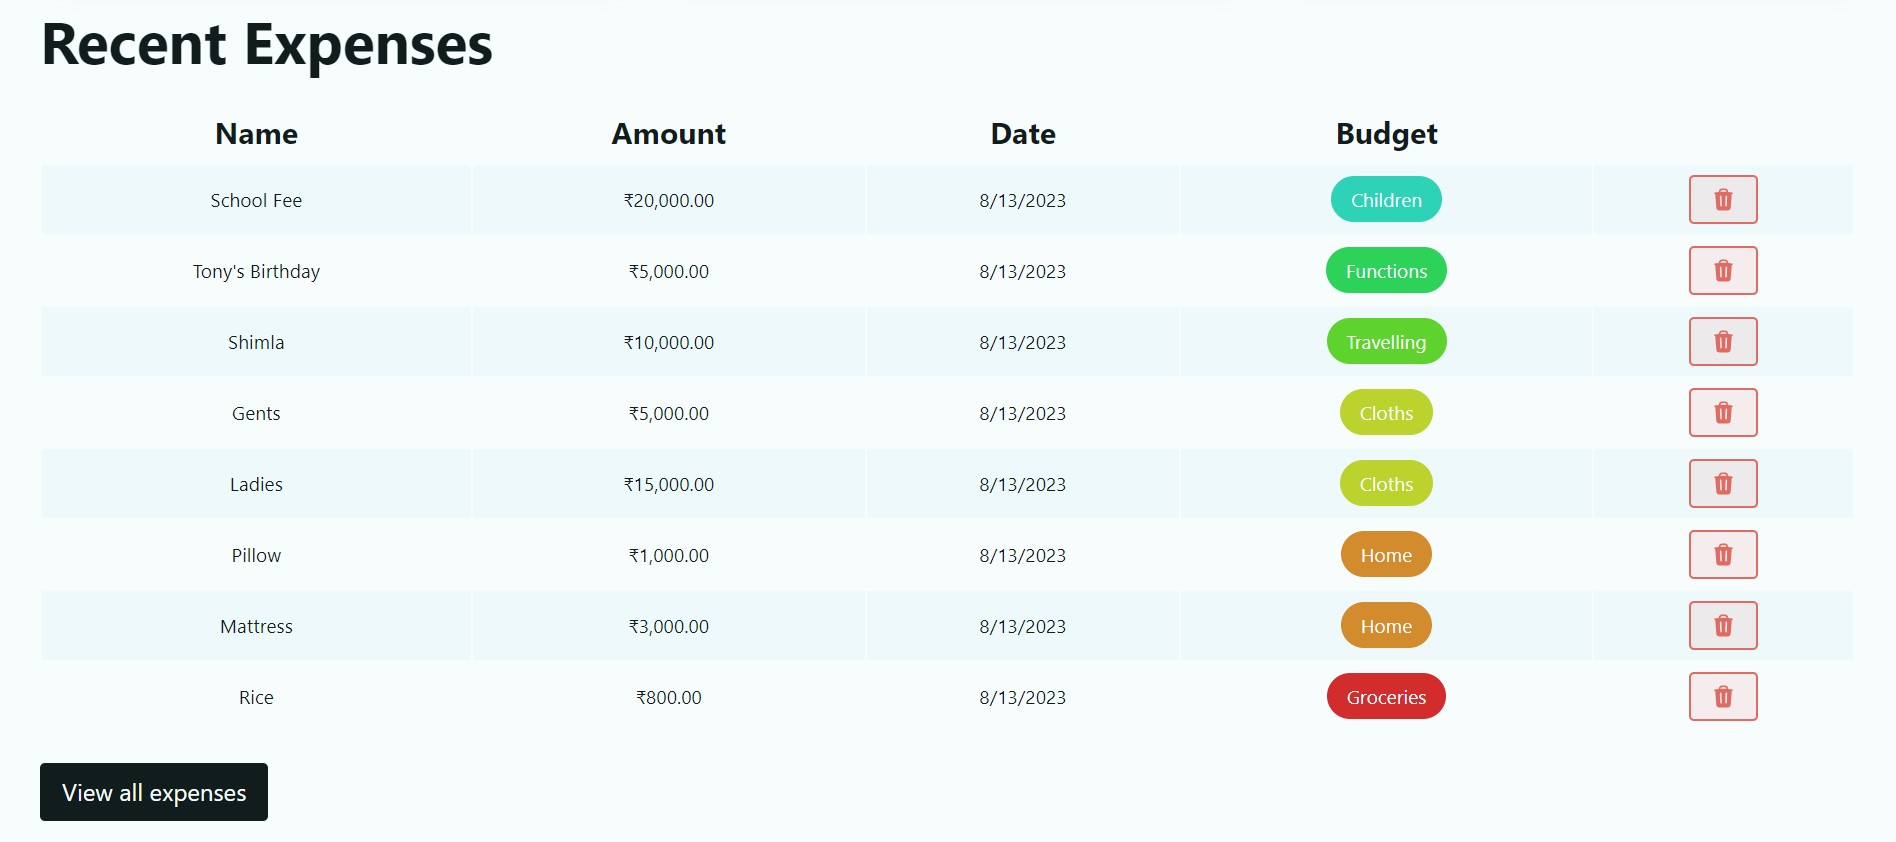 Recent Expenses
Name Amount Date Budget
School Fee ₹20,000.00 8/13/2023 Children
Tony's Birthday ₹5,000.00 8/13/2023 Functions
Shimla ₹10,000.00 8/13/2023 Travelling
Gents ₹5,000.00 8/13/2023 Cloths
Ladies ₹15,000.00 8/13/2023 Cloths
Pillow ₹1,000.00 8/13/2023 Home
Mattress ₹3,000.00 8/13/2023 Home
Rice ₹800.00 8/13/2023 Groceries
View all expenses